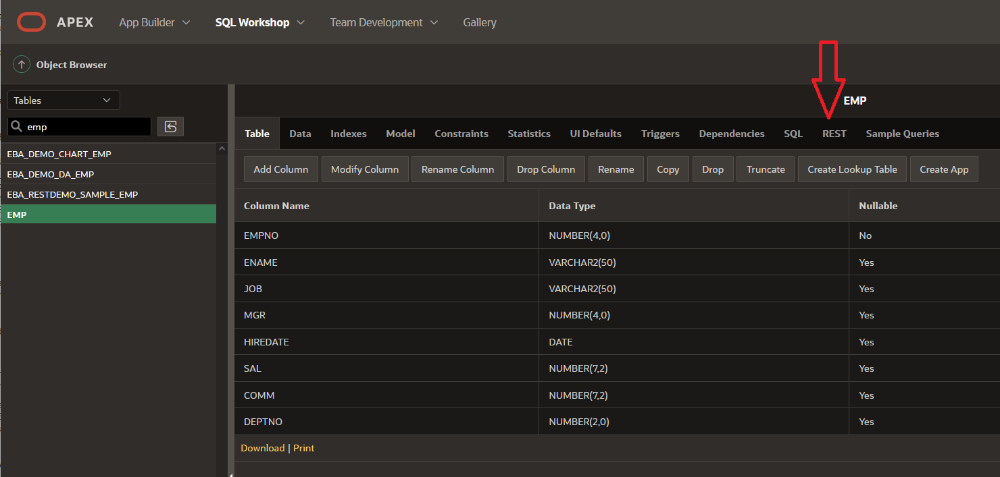 APEX App Builder SQL Workshop Team Development Gallery
Object Browser
Tables
emp
EBA_DEMO_CHART_EMP
EBA_DEMO_DA_EMP
EBA_RESTDEMO_SAMPLE_EMP
EMP
EMP
Table Data Indexes Model Constraints Statistics UI Defaults Triggers Dependencies SQL REST Sample Queries
Add Column Modify Column Rename Column Drop Column Rename Copy Drop Truncate Create Lookup Table Create App
Column Name Data Type Nullable
EMPNO NUMBER(4,0) No
ENAME VARCHAR2(50) Yes
JOB VARCHAR2(50) Yes
MGR NUMBER(4,0) Yes
HIREDATE DATE Yes
SAL NUMBER(7,2) Yes
COMM NUMBER(7,2) Yes
DEPTNO NUMBER(2,0) Yes
Download | Print